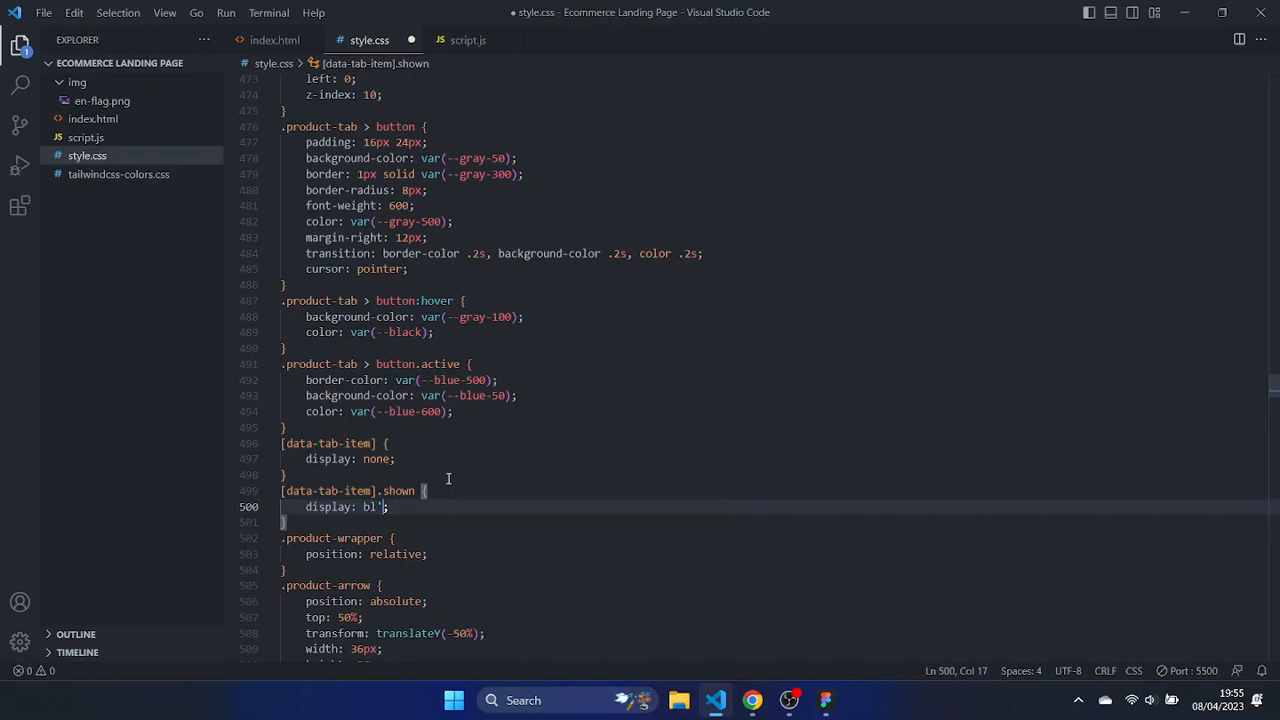 File Edit Selection View Go Run Terminal Help
● style.css - Ecommerce Landing Page - Visual Studio Code
EXPLORER ...
index.html style.css script.js
ECOMMERCE LANDING PAGE
style.css > [data-tab-item].shown
img
en-flag.png
index.html
script.js
style.css
tailwindcss-colors.css
473 left: 0;
474 z-index: 10;
475 }
476 .product-tab > button {
477 padding: 16px 24px;
478 background-color: var(--gray-50);
479 border: 1px solid var(--gray-300);
480 border-radius: 8px;
481 font-weight: 600;
482 color: var(--gray-500);
483 margin-right: 12px;
484 transition: border-color .2s, background-color .2s, color .2s;
485 cursor: pointer;
486 }
487 .product-tab > button:hover {
488 background-color: var(--gray-100);
489 color: var(--black);
490 }
491 .product-tab > button.active {
492 border-color: var(--blue-500);
493 background-color: var(--blue-50);
494 color: var(--blue-600);
495 }
496 [data-tab-item] {
497 display: none;
498 }
499 [data-tab-item].shown {
500 display: bl';
501 }
502 .product-wrapper {
503 position: relative;
504 }
505 .product-arrow {
506 position: absolute;
507 top: 50%;
508 transform: translateY(-50%);
509 width: 36px;
OUTLINE
TIMELINE
0 0
Ln 500, Col 17 Spaces: 4 UTF-8 CRLF CSS Port : 5500
Search
19:55
08/04/2023